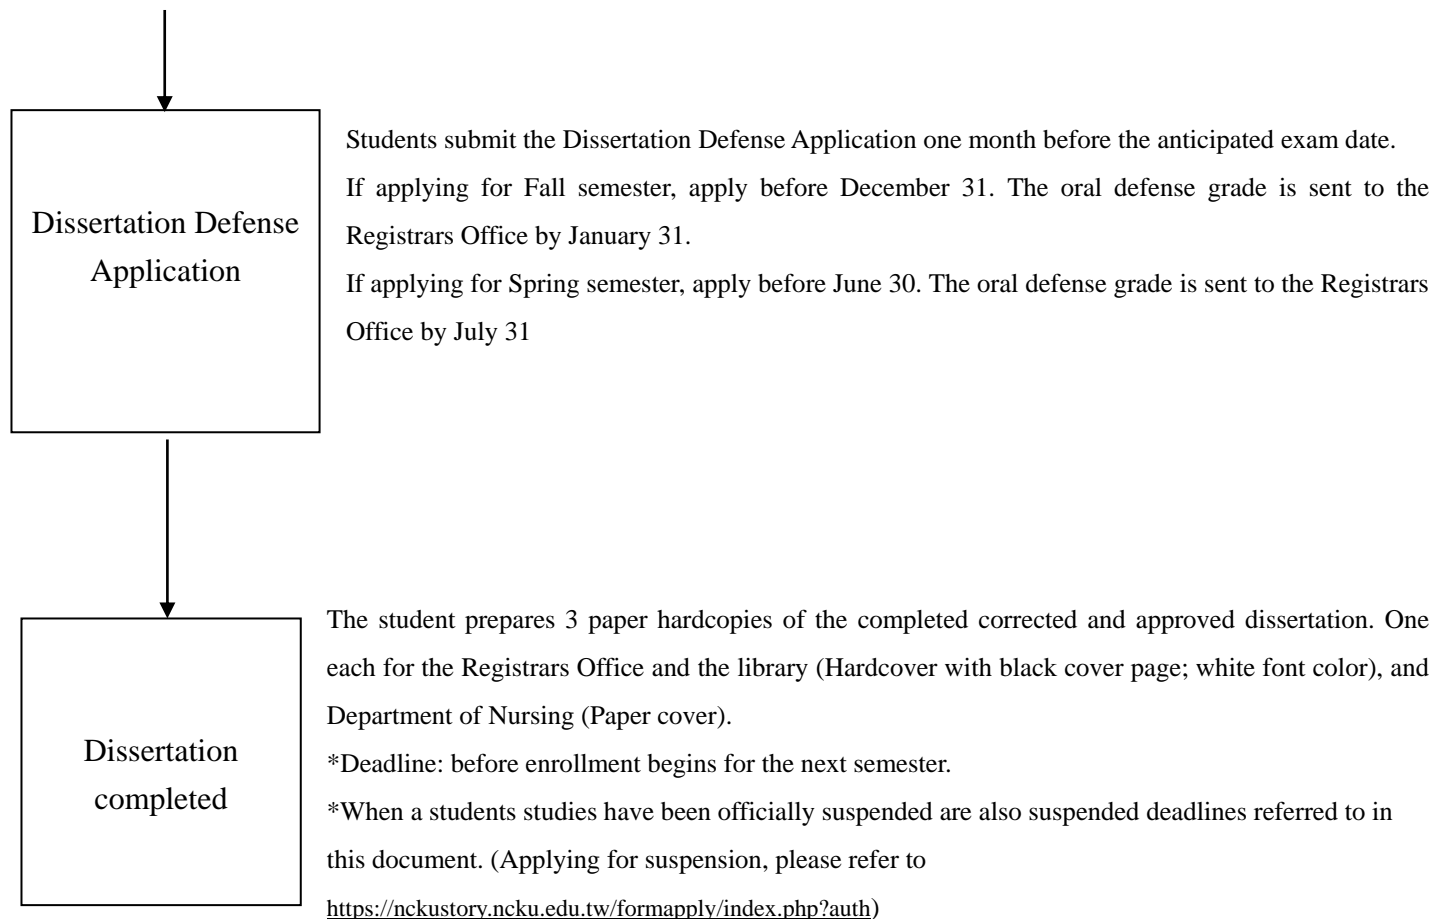 Dissertation Defense
Application
Students submit the Dissertation Defense Application one month before the anticipated exam date.
If applying for Fall semester, apply before December 31. The oral defense grade is sent to the
Registrars Office by January 31.
If applying for Spring semester, apply before June 30. The oral defense grade is sent to the Registrars
Office by July 31
Dissertation
completed
The student prepares 3 paper hardcopies of the completed corrected and approved dissertation. One
each for the Registrars Office and the library (Hardcover with black cover page; white font color), and
Department of Nursing (Paper cover).
*Deadline: before enrollment begins for the next semester.
*When a students studies have been officially suspended are also suspended deadlines referred to in
this document. (Applying for suspension, please refer to
https://nckustory.ncku.edu.tw/formapply/index.php?auth)